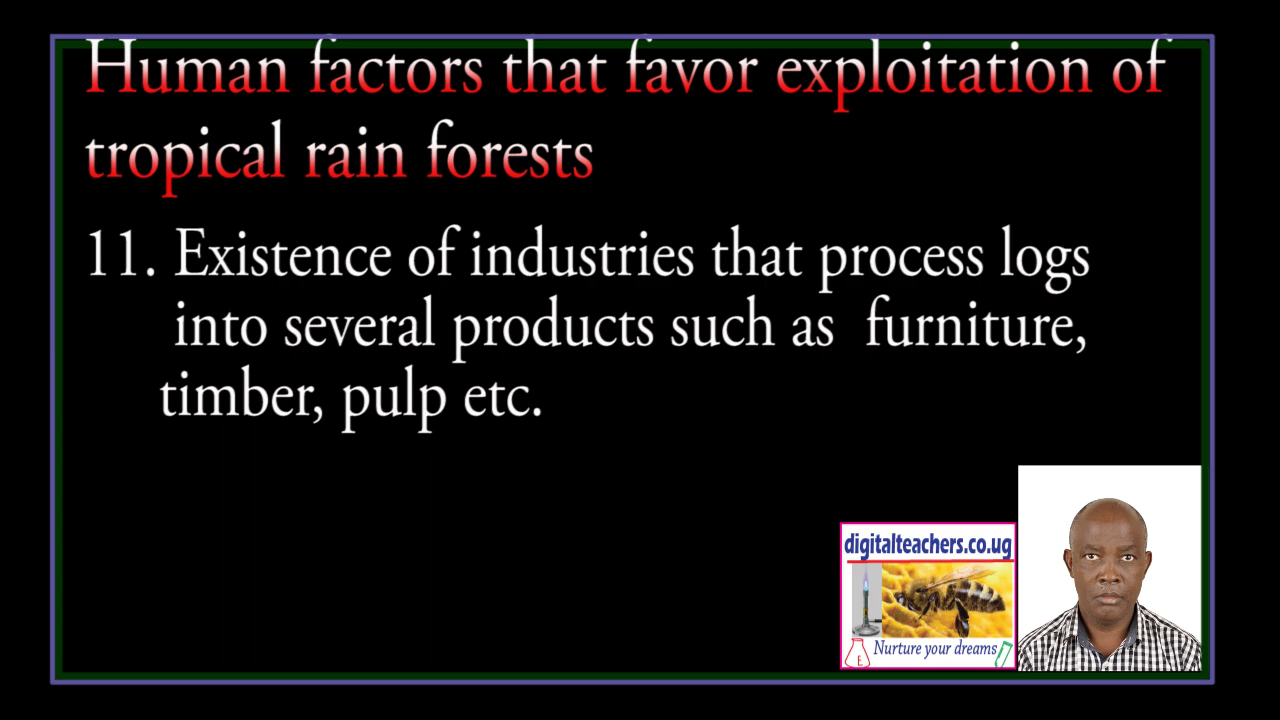 Human factors that favor exploitation of
tropical rain forests
11. Existence of industries that process logs
into several products such as  furniture,
timber, pulp etc.
digitalteachers.co.ug
Nurture your dreams
E